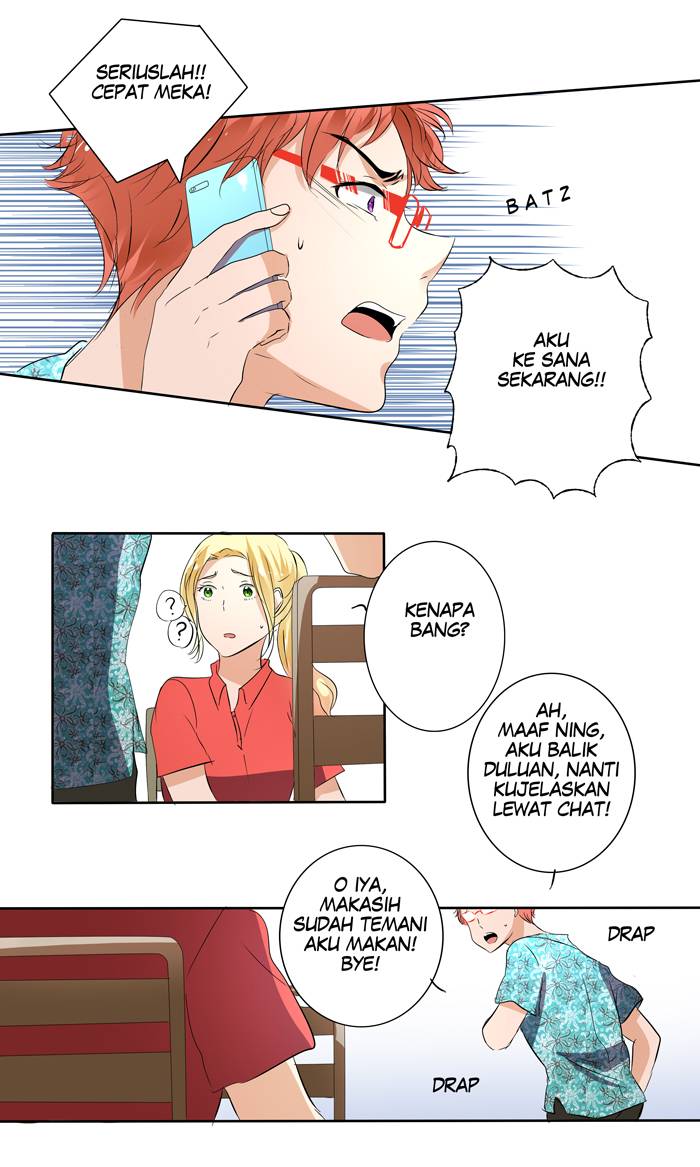 SERIUSLAH!!
CEPAT MEKA!
BATZ
AKU
KE SANA
SEKARANG!!
?
?
KENAPA
BANG?
AH,
MAAF NING,
AKU BALIK
DULUAN, NANTI
KUJELASKAN
LEWAT CHAT!
O IYA,
MAKASIH
SUDAH TEMANI
AKU MAKAN!
BYE!
DRAP
DRAP